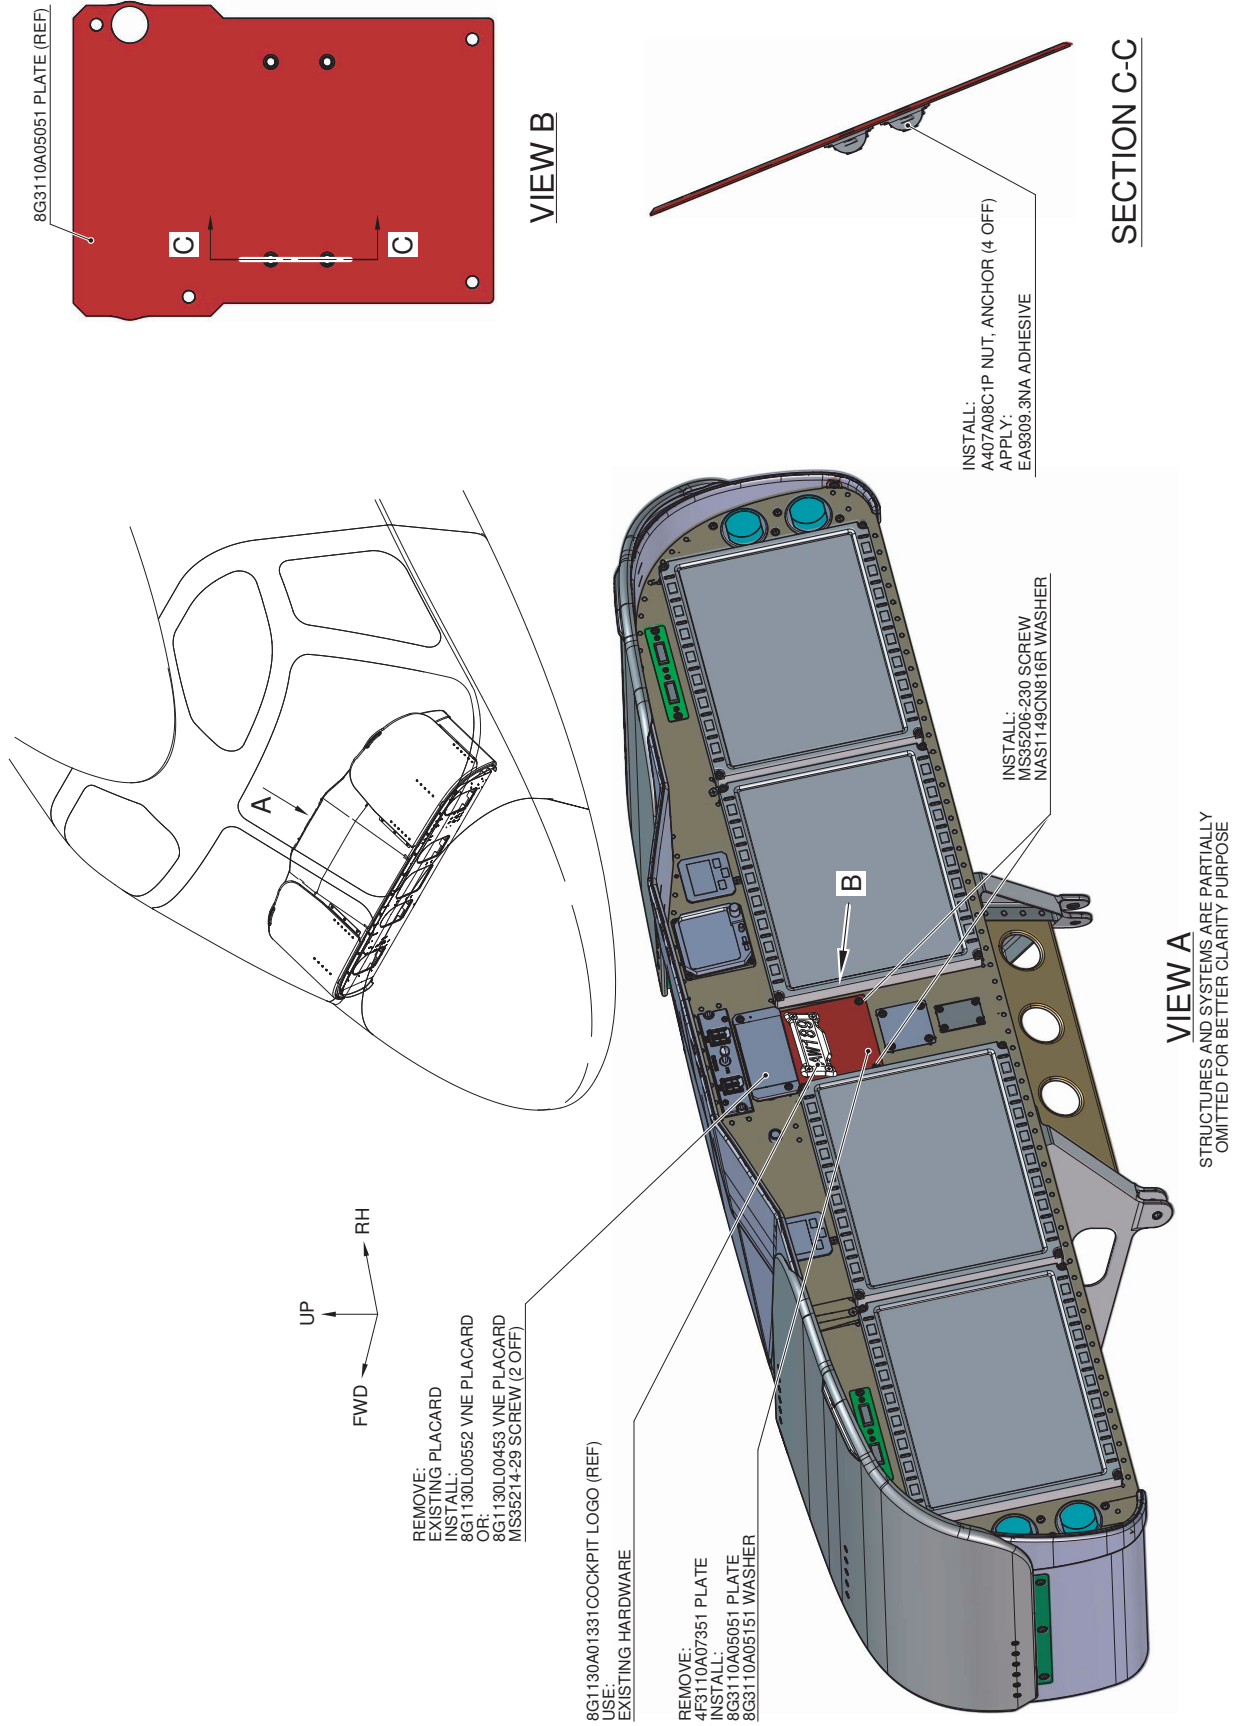 8G3110A05051 PLATE (REF)
C
C
VIEW B
INSTALL:
A407A08C1P NUT, ANCHOR (4 OFF)
APPLY:
EA9309.3NA ADHESIVE
SECTION C-C
A
UP
RH
FWD
REMOVE:
EXISTING PLACARD
INSTALL:
8G1130L00552 VNE PLACARD
OR:
8G1130L00453 VNE PLACARD
MS35214-29 SCREW (2 OFF)
8G1130A01331COCKPIT LOGO (REF)
USE:
EXISTING HARDWARE
REMOVE:
4F3110A07351 PLATE
INSTALL:
8G3110A05051 PLATE
8G3110A05151 WASHER
AW189
B
INSTALL:
MS35206-230 SCREW
NAS1149CN816R WASHER
VIEW A
STRUCTURES AND SYSTEMS ARE PARTIALLY
OMITTED FOR BETTER CLARITY PURPOSE